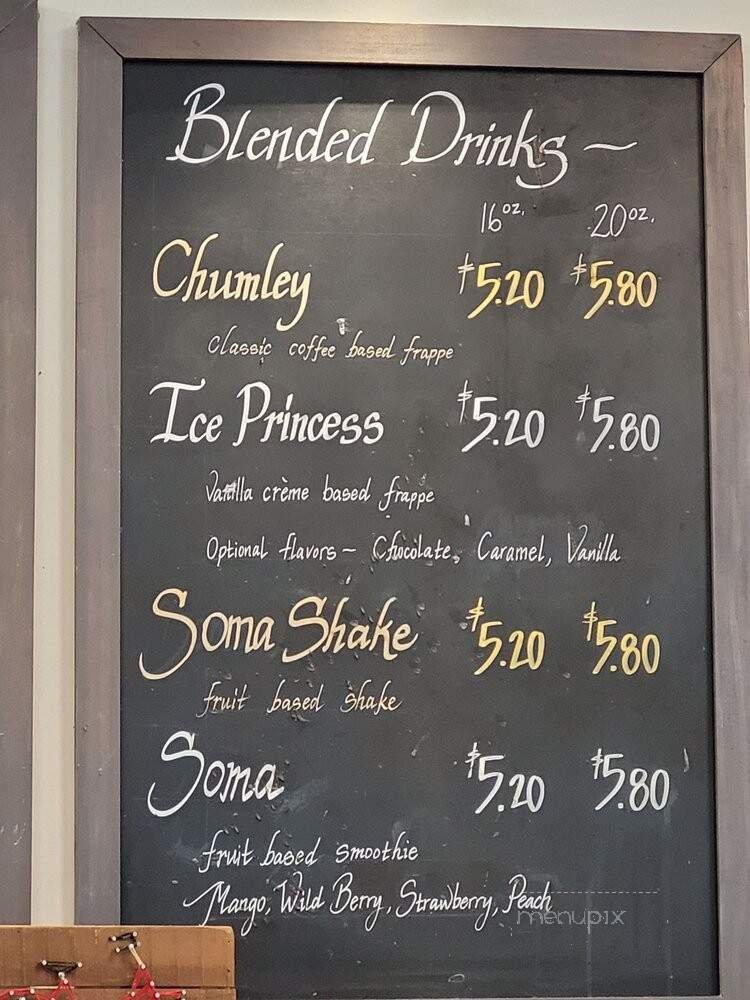 Blended Drinks ~
16oz. 20oz.
Chumley $5.20 $5.80
Classic coffee based frappe
Ice Princess $5.20 $5.80
Vanilla crème based frappe
Optional flavors ~ Chocolate, Caramel, Vanilla
Soma Shake $5.20 $5.80
fruit based shake
Soma $5.20 $5.80
fruit based smoothie
~Mango, Wild Berry, Strawberry, Peach
menupix